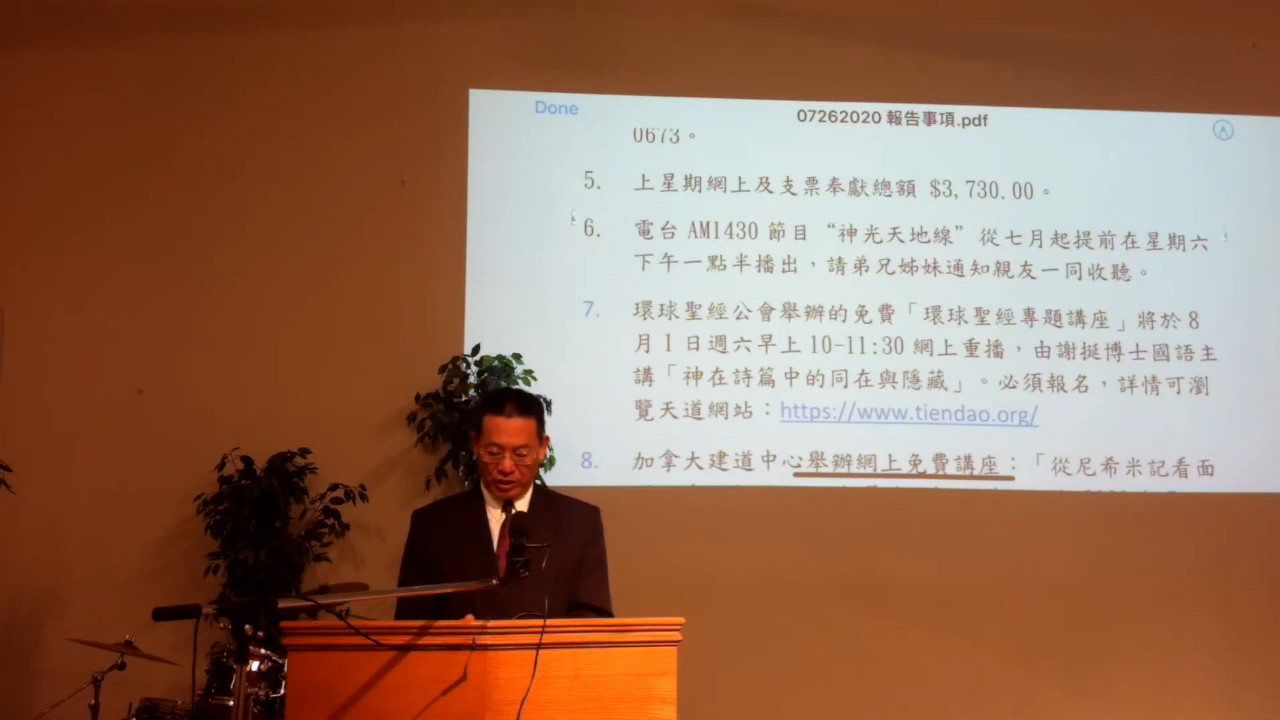 Done
07262020 報告事項.pdf
0673。
5. 上星期網上及支票奉獻總額 $3,730.00。
6. 電台 AM1430 節目“神光天地線”從七月起提前在星期六
下午一點半播出，請弟兄姊妹通知親友一同收聽。
7. 環球聖經公會舉辦的免費「環球聖經專題講座」將於 8
月 1 日週六早上 10-11:30 網上重播，由謝挺博士國語主
講「神在詩篇中的同在與隱藏」。必須報名，詳情可瀏
覽天道網站：https://www.tiendao.org/
8. 加拿大建道中心舉辦網上免費講座：「從尼希米記看面